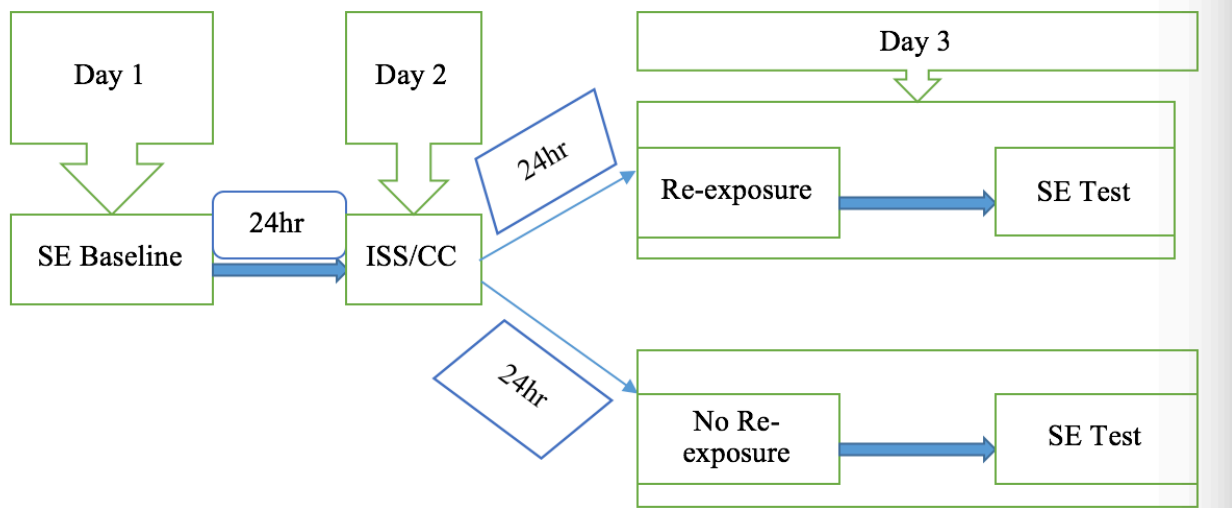 Day 1
Day 2
Day 3
24hr
Re-exposure
SE Test
24hr
SE Baseline
ISS/CC
24hr
No Re-
exposure
SE Test